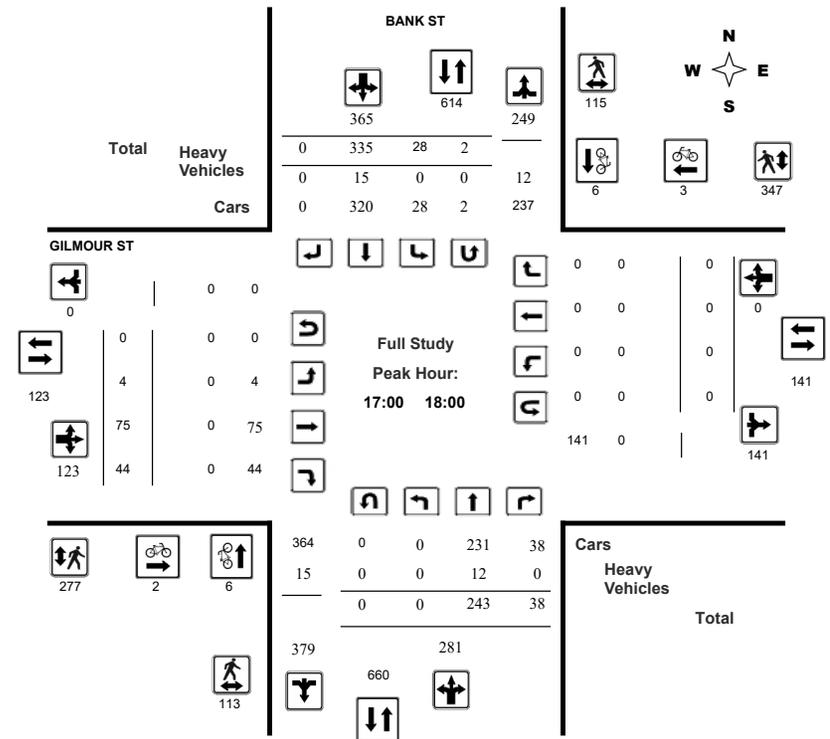 BANK ST
N
W E
S
614
115
365 249
Total Heavy Vehicles
0 335 28 2
0 15 0 0 12
Cars 0 320 28 2 237
6 3 347
GILMOUR ST
0 0 0
0 0 0
0 0 0 0
0 0 0
123
4 0 4
141
Full Study
Peak Hour:
17:00 18:00
0 0 0
0 0 0
75 0 75
123 44 0 44
141 0
141
364 0 0 231 38
15 0 0 12 0
0 0 243 38
Cars
Heavy
Vehicles
Total
277 2 6
379 281
660
113